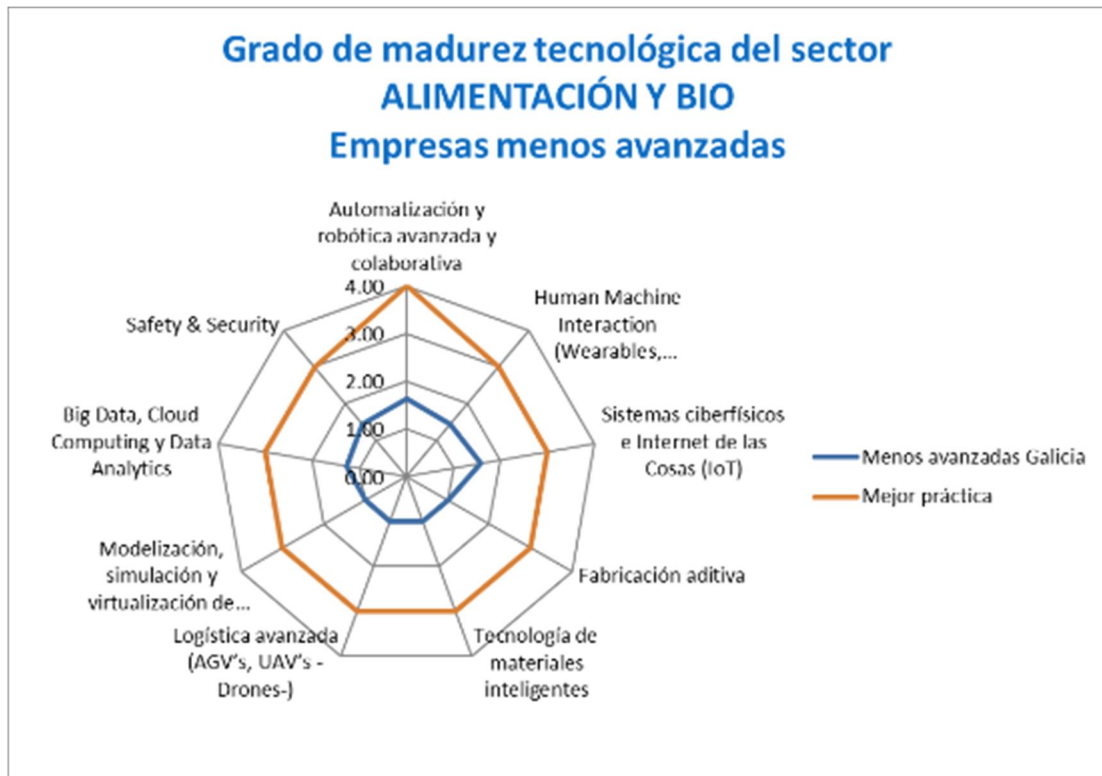 Grado de madurez tecnológica del sector
ALIMENTACIÓN Y BIO
Empresas menos avanzadas
Automatización y
robótica avanzada y
colaborativa
4.00
3.00
2.00
1.00
0.00
Human Machine
Interaction
(Wearables,...
Sistemas ciberfísicos
e Internet de las
Cosas (IoT)
Fabricación aditiva
Tecnología de
materiales
inteligentes
Logística avanzada
(AGV's, UAV's -
Drones-)
Modelización,
simulación y
virtualización de...
Big Data, Cloud
Computing y Data
Analytics
Safety & Security
Menos avanzadas Galicia
Mejor práctica